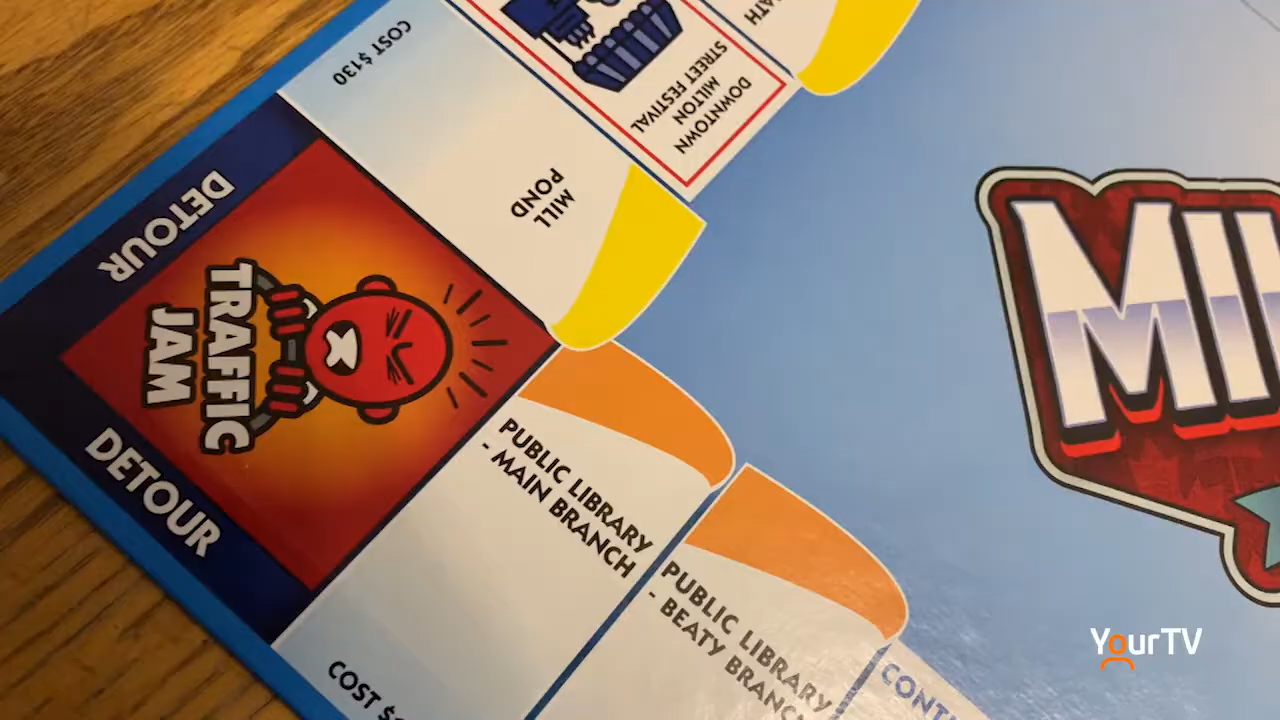 COST $130
MILL
POND
DOWNTOWN
MILTON
STREET FESTIVAL
DETOUR
TRAFFIC
JAM
DETOUR
PUBLIC LIBRARY
- MAIN BRANCH
COST $
PUBLIC LIBRARY
- BEATY BRANCH
YourTV